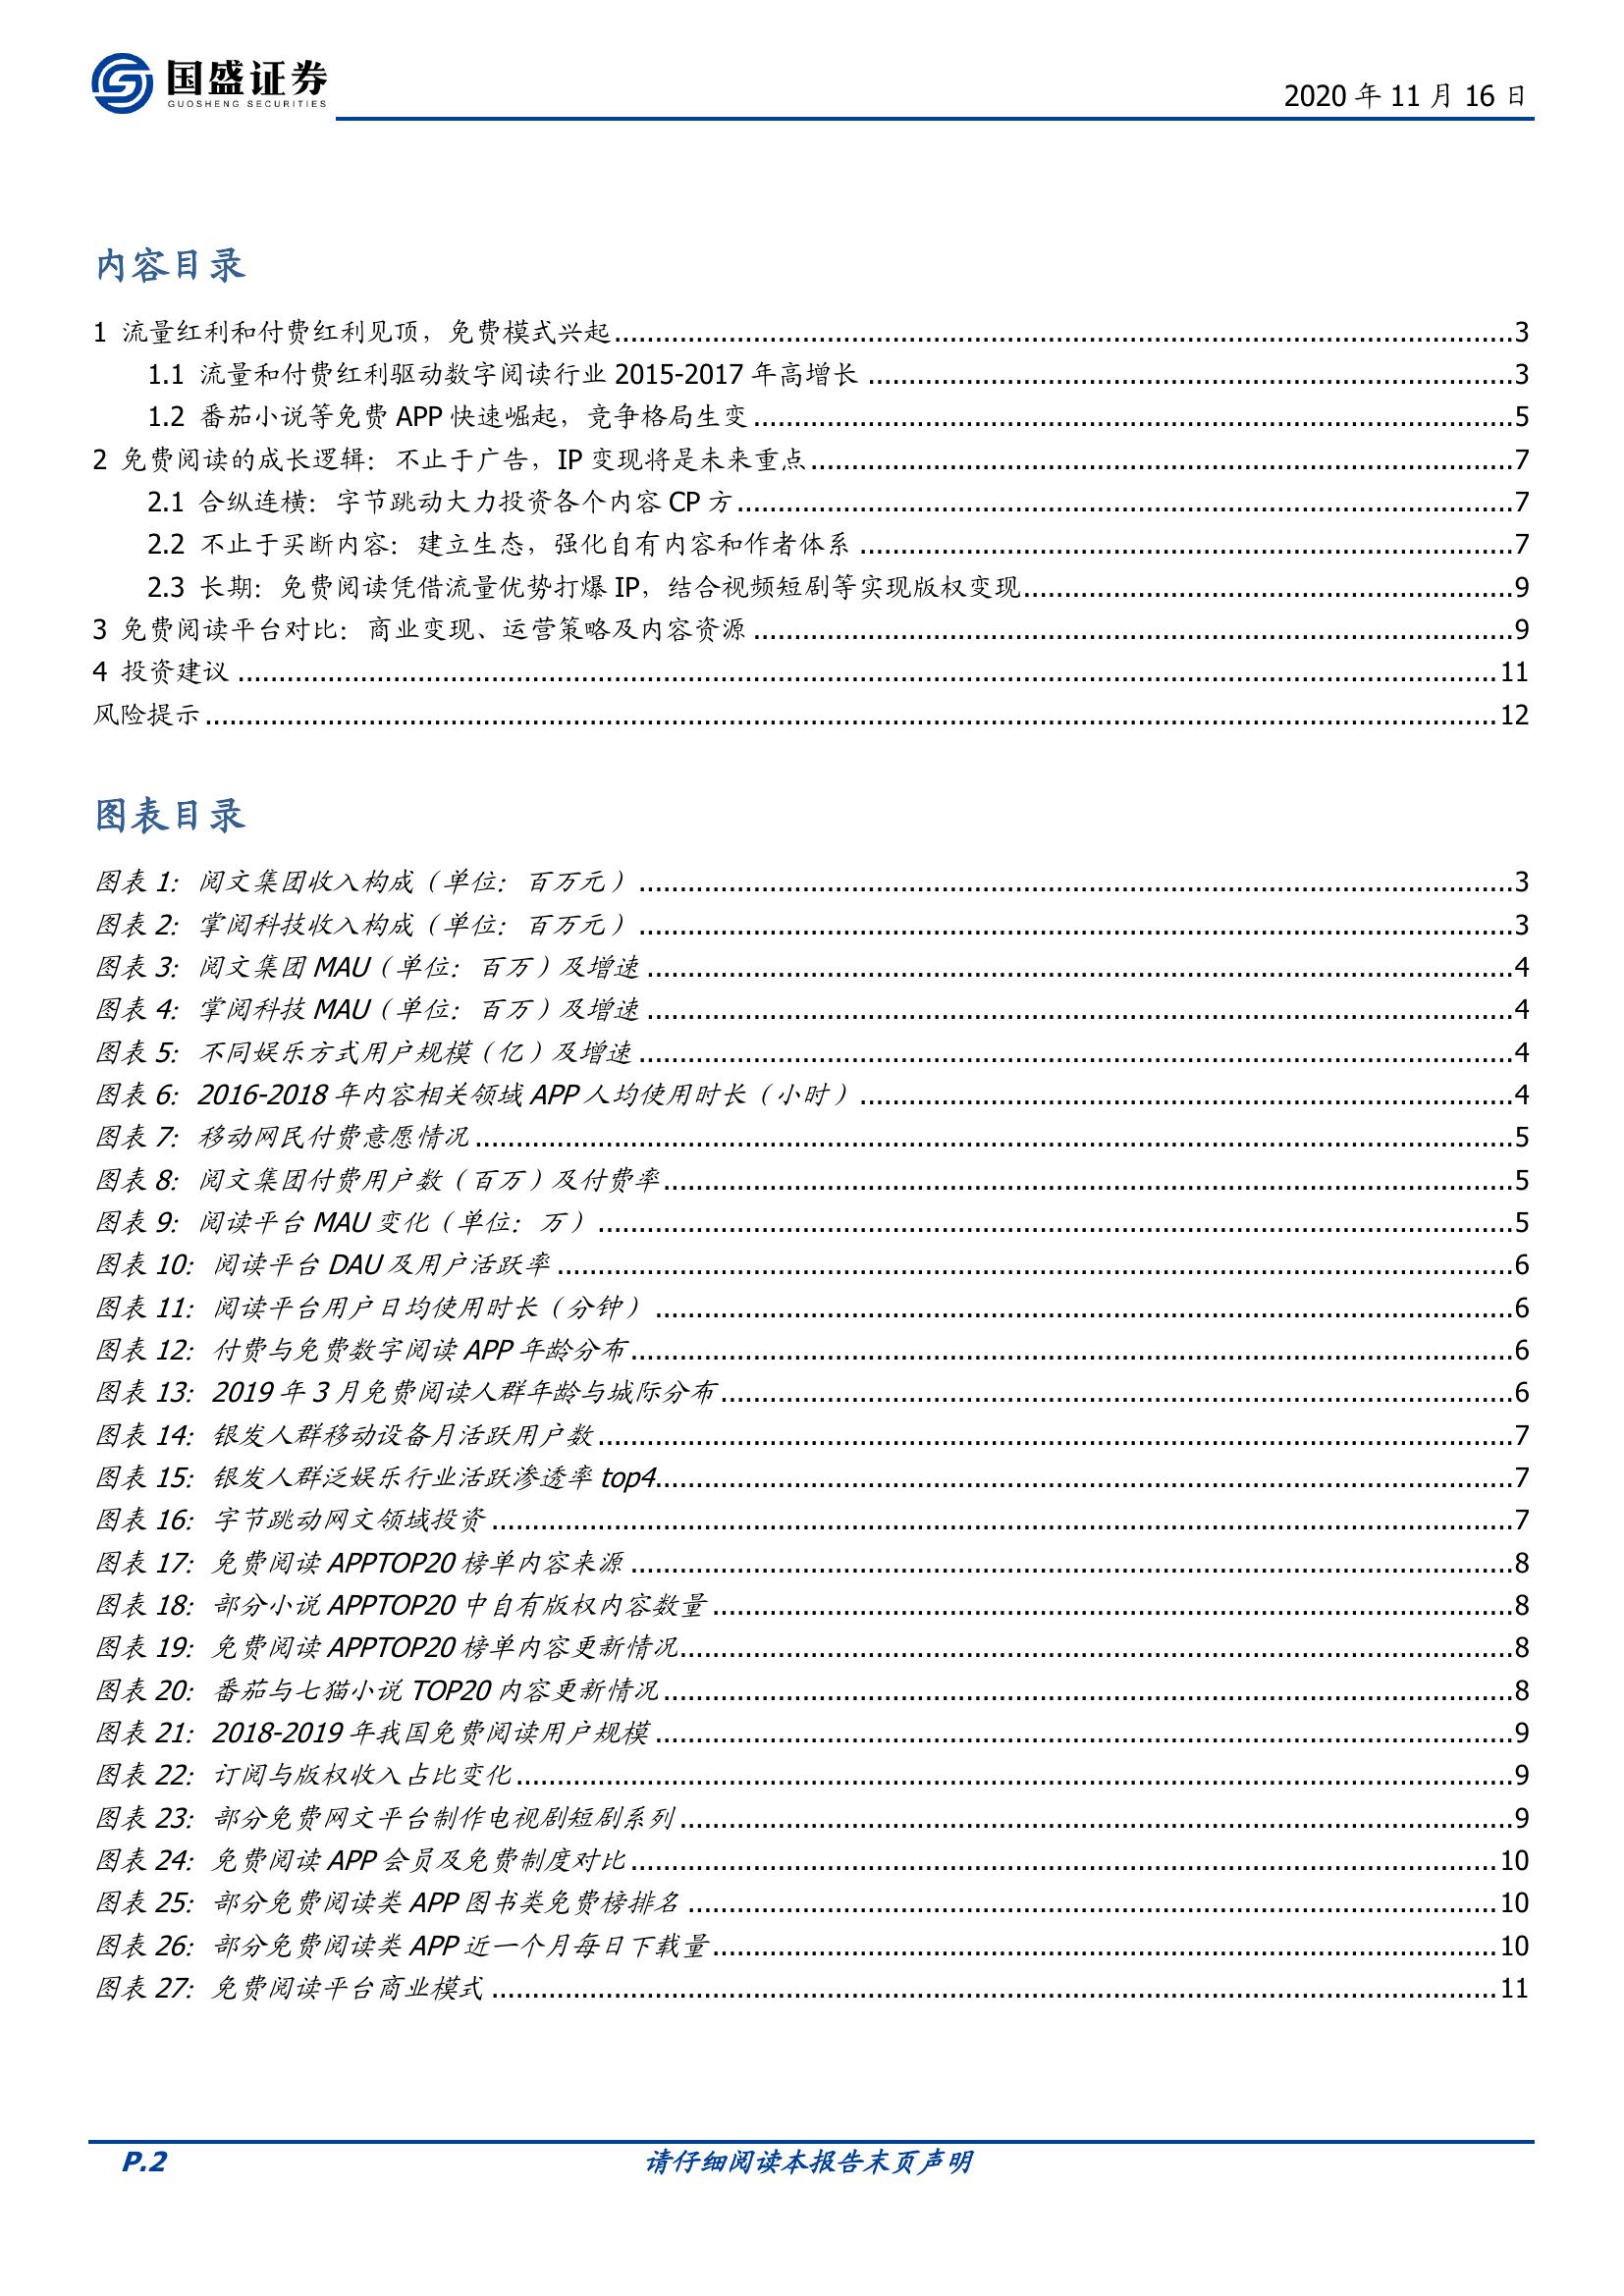 国盛证券
GUOSHENG SECURITIES
2020 年 11 月 16 日
内容目录
1 流量红利和付费红利见顶，免费模式兴起 3
1.1 流量和付费红利驱动数字阅读行业 2015-2017 年高增长 3
1.2 番茄小说等免费 APP 快速崛起，竞争格局生变 5
2 免费阅读的成长逻辑：不止于广告，IP 变现将是未来重点 7
2.1 合纵连横：字节跳动大力投资各个内容 CP 方 7
2.2 不止于买断内容：建立生态，强化自有内容和作者体系 7
2.3 长期：免费阅读凭借流量优势打爆 IP，结合视频短剧等实现版权变现 9
3 免费阅读平台对比：商业变现、运营策略及内容资源 9
4 投资建议 11
风险提示 12
图表目录
图表 1：阅文集团收入构成（单位：百万元） 3
图表 2：掌阅科技收入构成（单位：百万元） 3
图表 3：阅文集团 MAU（单位：百万）及增速 4
图表 4：掌阅科技 MAU（单位：百万）及增速 4
图表 5：不同娱乐方式用户规模（亿）及增速 4
图表 6：2016-2018 年内容相关领域 APP 人均使用时长（小时） 4
图表 7：移动网民付费意愿情况 5
图表 8：阅文集团付费用户数（百万）及付费率 5
图表 9：阅读平台 MAU 变化（单位：万） 5
图表 10：阅读平台 DAU 及用户活跃率 6
图表 11：阅读平台用户日均使用时长（分钟） 6
图表 12：付费与免费数字阅读 APP 年龄分布 6
图表 13：2019 年 3 月免费阅读人群年龄与城际分布 6
图表 14：银发人群移动设备月活跃用户数 7
图表 15：银发人群泛娱乐行业活跃渗透率 top4 7
图表 16：字节跳动网文领域投资 7
图表 17：免费阅读 APPTOP20 榜单内容来源 8
图表 18：部分小说 APPTOP20 中自有版权内容数量 8
图表 19：免费阅读 APPTOP20 榜单内容更新情况 8
图表 20：番茄与七猫小说 TOP20 内容更新情况 8
图表 21：2018-2019 年我国免费阅读用户规模 9
图表 22：订阅与版权收入占比变化 9
图表 23：部分免费网文平台制作电视剧短剧系列 9
图表 24：免费阅读 APP 会员及免费制度对比 10
图表 25：部分免费阅读类 APP 图书类免费榜排名 10
图表 26：部分免费阅读类 APP 近一个月每日下载量 10
图表 27：免费阅读平台商业模式 11
P.2 请仔细阅读本报告末页声明